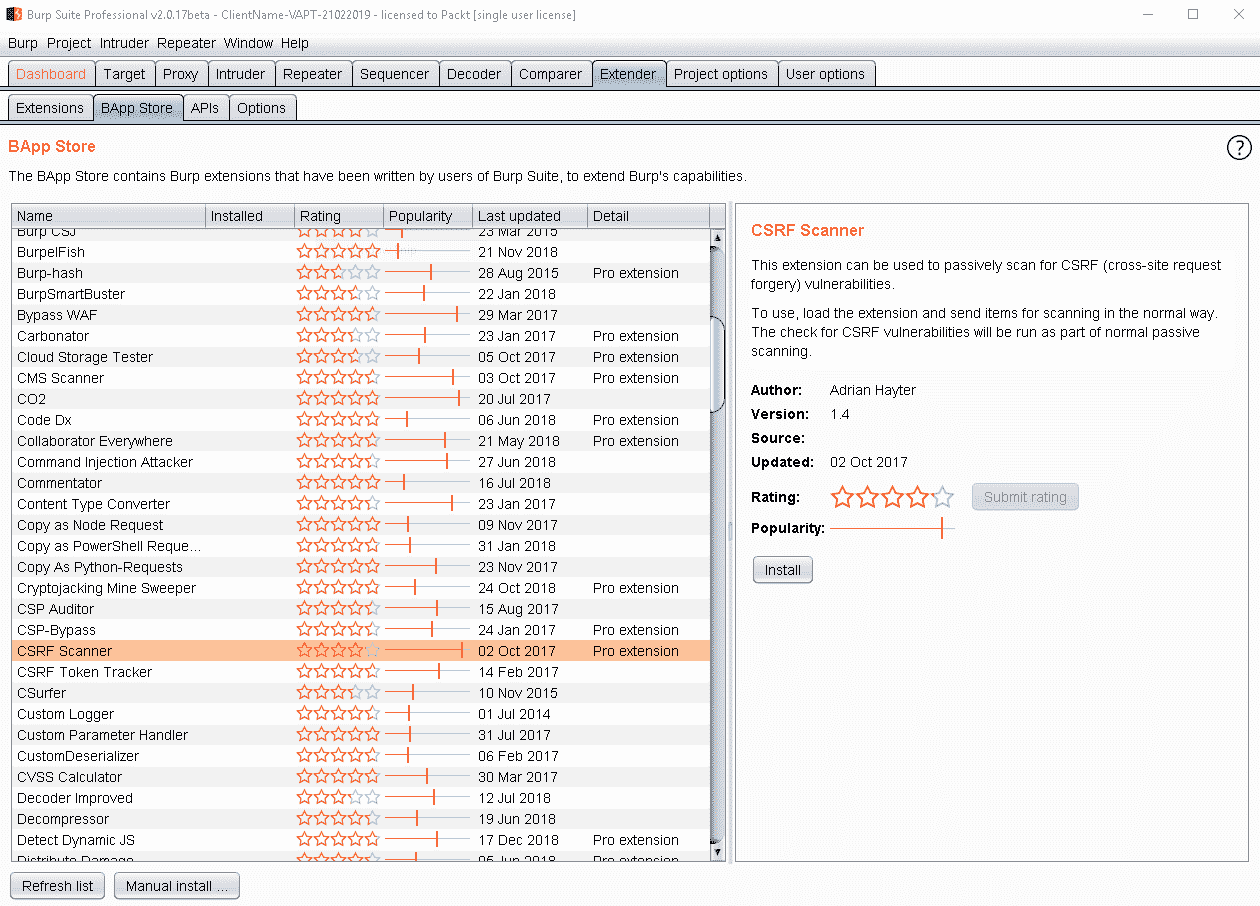 Burp Suite Professional v2.0.17beta - ClientName-VAPT-21022019 - licensed to Packt [single user license]
Burp Project Intruder Repeater Window Help
Dashboard Target Proxy Intruder Repeater Sequencer Decoder Comparer Extender Project options User options
Extensions BApp Store APIs Options
BApp Store
?
The BApp Store contains Burp extensions that have been written by users of Burp Suite, to extend Burp's capabilities.
Name Installed Rating Popularity Last updated Detail
Burp CSJ 23 Mar 2015
BurpelFish 21 Nov 2018
Burp-hash 28 Aug 2015 Pro extension
BurpSmartBuster 22 Jan 2018
Bypass WAF 29 Mar 2017
Carbonator 23 Jan 2017 Pro extension
Cloud Storage Tester 05 Oct 2017 Pro extension
CMS Scanner 03 Oct 2017 Pro extension
CO2 20 Jul 2017
Code Dx 06 Jun 2018 Pro extension
Collaborator Everywhere 21 May 2018 Pro extension
Command Injection Attacker 27 Jun 2018
Commentator 16 Jul 2018
Content Type Converter 23 Jan 2017
Copy as Node Request 09 Nov 2017
Copy as PowerShell Reque... 31 Jan 2018
Copy As Python-Requests 23 Nov 2017
Cryptojacking Mine Sweeper 24 Oct 2018 Pro extension
CSP Auditor 15 Aug 2017
CSP-Bypass 24 Jan 2017 Pro extension
CSRF Scanner 02 Oct 2017 Pro extension
CSRF Token Tracker 14 Feb 2017
CSurfer 10 Nov 2015
Custom Logger 01 Jul 2014
Custom Parameter Handler 31 Jul 2017
CustomDeserializer 06 Feb 2017
CVSS Calculator 30 Mar 2017
Decoder Improved 12 Jul 2018
Decompressor 19 Jun 2018
Detect Dynamic JS 17 Dec 2018 Pro extension
Distribute Damage 05 Jun 2018 Pro extension
CSRF Scanner
This extension can be used to passively scan for CSRF (cross-site request
forgery) vulnerabilities.
To use, load the extension and send items for scanning in the normal way.
The check for CSRF vulnerabilities will be run as part of normal passive
scanning.
Author: Adrian Hayter
Version: 1.4
Source:
Updated: 02 Oct 2017
Rating: Submit rating
Popularity:
Install
Refresh list Manual install ...